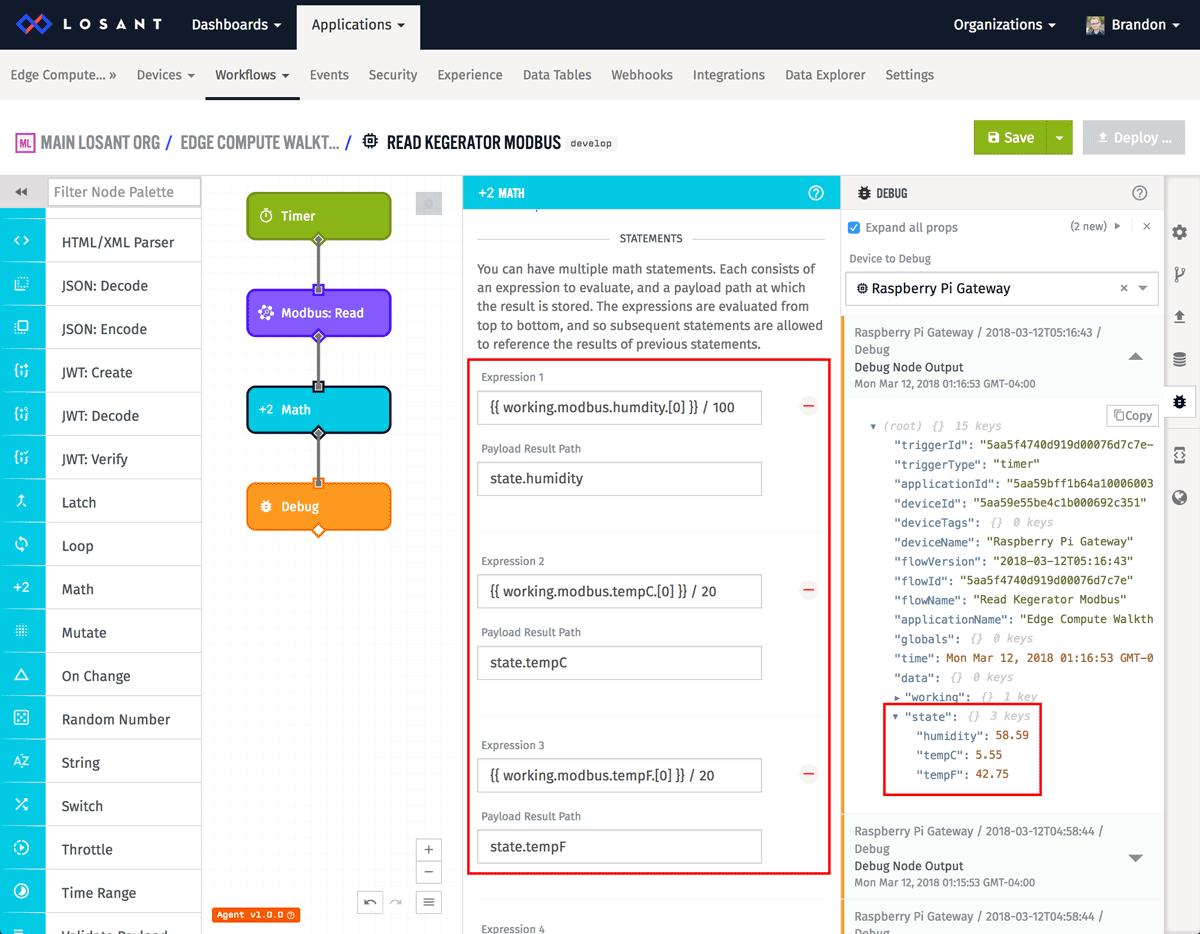 LOSANT
Dashboards
Applications
Organizations
Brandon
Edge Compute... »
Devices
Workflows
Events
Security
Experience
Data Tables
Webhooks
Integrations
Data Explorer
Settings
ML MAIN LOSANT ORG / EDGE COMPUTE WALKT... / READ KEGERATOR MODBUS develop
Save
Deploy ...
Filter Node Palette
HTML/XML Parser
JSON: Decode
JSON: Encode
JWT: Create
JWT: Decode
JWT: Verify
Latch
Loop
+2 Math
Mutate
On Change
Random Number
String
Switch
Throttle
Time Range
Validate Payload
Timer
Modbus: Read
+2 Math
Debug
Agent v1.0.0
+2 MATH
STATEMENTS
You can have multiple math statements. Each consists of
an expression to evaluate, and a payload path at which
the result is stored. The expressions are evaluated from
top to bottom, and so subsequent statements are allowed
to reference the results of previous statements.
Expression 1
{{ working.modbus.humdity.[0] }} / 100
Payload Result Path
state.humidity
Expression 2
{{ working.modbus.tempC.[0] }} / 20
Payload Result Path
state.tempC
Expression 3
{{ working.modbus.tempF.[0] }} / 20
Payload Result Path
state.tempF
Expression 4
DEBUG
Expand all props
(2 new)
Device to Debug
Raspberry Pi Gateway
Raspberry Pi Gateway / 2018-03-12T05:16:43 /
Debug
Debug Node Output
Mon Mar 12, 2018 01:16:53 GMT-04:00
Copy
(root) {} 15 keys
"triggerId": "5aa5f4740d919d00076d7c7e-
"triggerType": "timer"
"applicationId": "5aa59bff1b64a10006003
"deviceId": "5aa59e55be4c1b000692c351"
"deviceTags": {} 0 keys
"deviceName": "Raspberry Pi Gateway"
"flowVersion": "2018-03-12T05:16:43"
"flowId": "5aa5f4740d919d00076d7c7e"
"flowName": "Read Kegerator Modbus"
"applicationName": "Edge Compute Walkth
"globals": {} 0 keys
"time": Mon Mar 12, 2018 01:16:53 GMT-0
"data": {} 0 keys
"working": {} 1 key
"state": {} 3 keys
"humidity": 58.59
"tempC": 5.55
"tempF": 42.75
Raspberry Pi Gateway / 2018-03-12T04:58:44 /
Debug
Debug Node Output
Mon Mar 12, 2018 01:15:53 GMT-04:00
Raspberry Pi Gateway / 2018-03-12T04:58:44 /
Debug